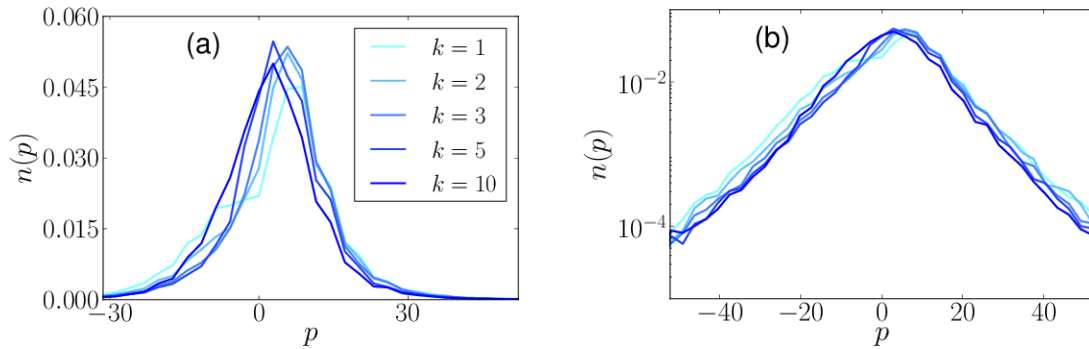 (a)
n(p)
0.060
0.045
0.030
0.015
0.000
−30
0
30
p
k = 1
k = 2
k = 3
k = 5
k = 10
(b)
n(p)
10⁻²
10⁻⁴
−40
−20
0
20
40
p